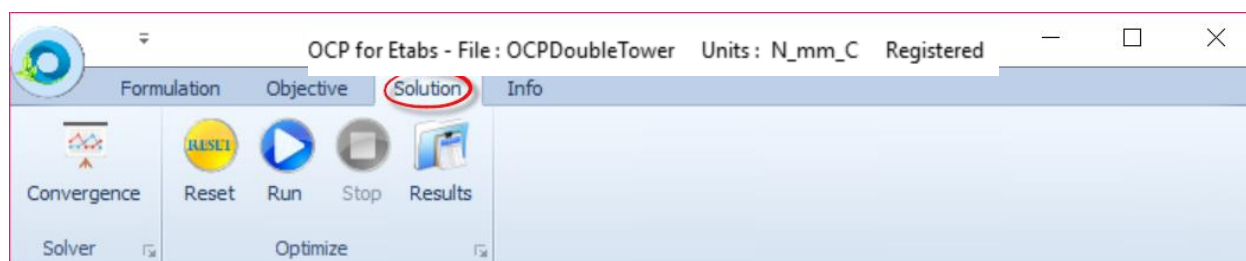 OCP for Etabs - File : OCPDoubleTower Units : N_mm_C Registered
Formulation Objective Solution Info
RESET
Convergence Reset Run Stop Results
Solver Optimize